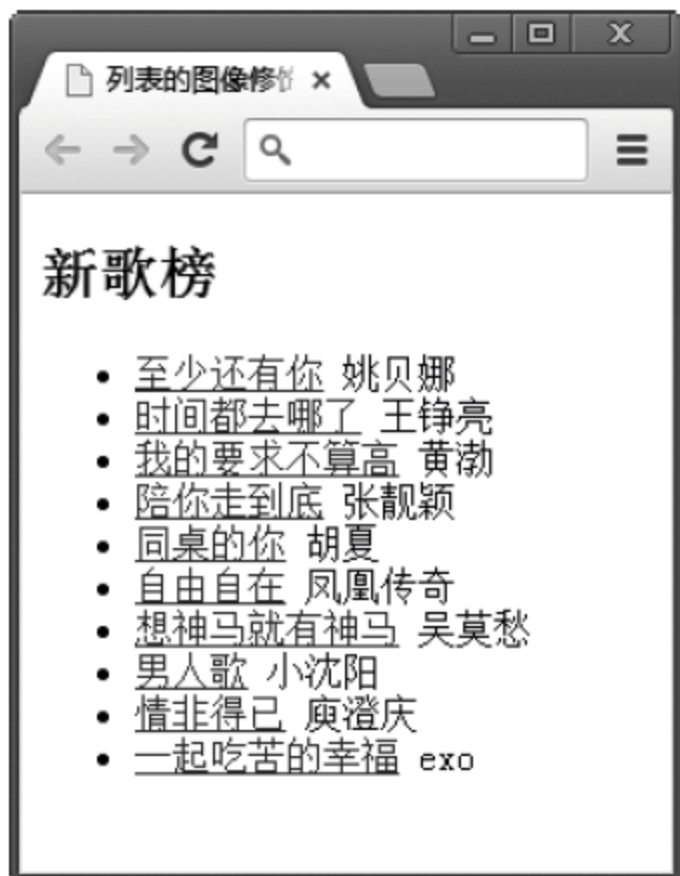 列表的图像修
新歌榜
至少还有你 姚贝娜
时间都去哪了 王铮亮
我的要求不算高 黄渤
陪你走到底 张靓颖
同桌的你 胡夏
自由自在 凤凰传奇
想神马就有神马 吴莫愁
男人歌 小沈阳
情非得已 庾澄庆
一起吃苦的幸福 exo